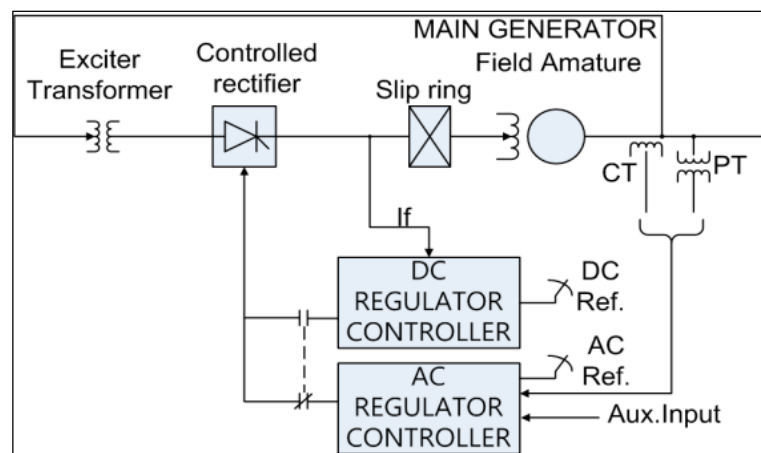 MAIN GENERATOR
Exciter
Transformer
Controlled
rectifier
Slip ring
Field Amature
CT
PT
If
DC
REGULATOR
CONTROLLER
DC
Ref.
AC
REGULATOR
CONTROLLER
AC
Ref.
Aux.Input